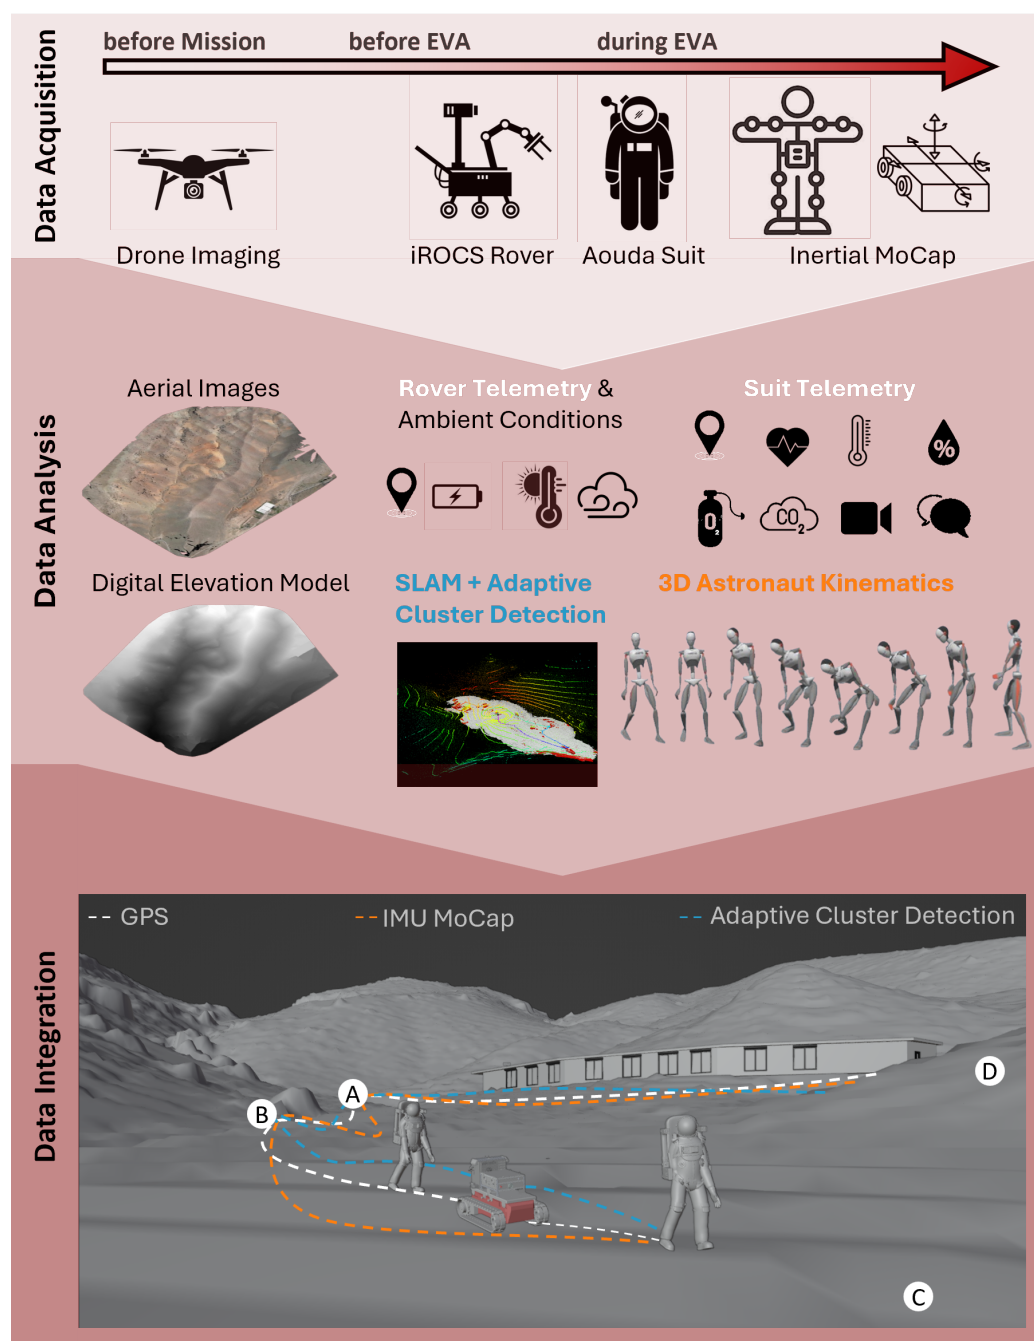 Data Acquisition
before Mission
before EVA
during EVA
Drone Imaging
iROCS Rover
Aouda Suit
Inertial MoCap
Data Analysis
Aerial Images
Rover Telemetry &
Ambient Conditions
Suit Telemetry
%
O2
CO2
Digital Elevation Model
SLAM + Adaptive
Cluster Detection
3D Astronaut Kinematics
Data Integration
GPS
IMU MoCap
Adaptive Cluster Detection
A
B
C
D